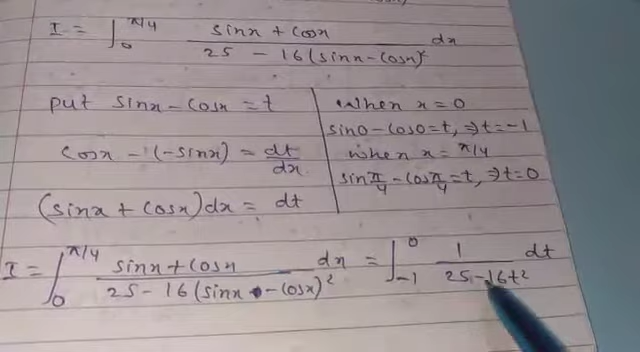 I = ∫₀^π/4 (sinx + cosx)/(25 - 16(sinx - cosx)²) dx
put sinx - cosx = t
cosx - (-sinx) = dt/dx
(sinx + cosx)dx = dt
When x = 0
sin0 - cos0 = t, ⇒ t = -1
When x = π/4
sin π/4 - cos π/4 = t, ⇒ t = 0
I = ∫₀^π/4 (sinx + cosx)/(25 - 16(sinx - cosx)²) dx = ∫₋₁^0 1/(25 - 16t²) dt